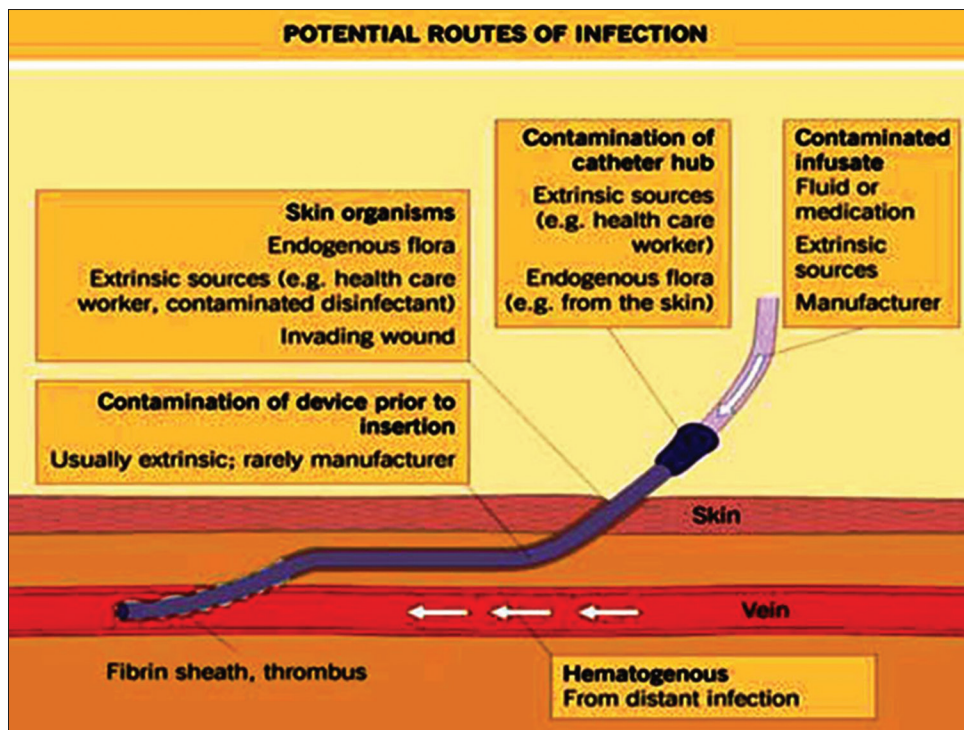 POTENTIAL ROUTES OF INFECTION
Contamination of
catheter hub
Extrinsic sources
(e.g. health care
worker)
Endogenous flora
(e.g. from the skin)
Contaminated
infusate
Fluid or
medication
Extrinsic
sources
Manufacturer
Skin organisms
Endogenous flora
Extrinsic sources (e.g. health care
worker, contaminated disinfectant)
Invading wound
Contamination of device prior to
insertion
Usually extrinsic; rarely manufacturer
Skin
Vein
Fibrin sheath, thrombus
Hematogenous
From distant infection